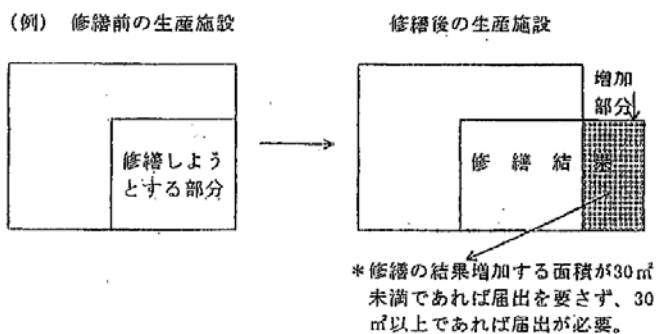 (例) 修繕前の生産施設
修繕後の生産施設
修繕しよう
とする部分
増加
部分
修繕結果
*修繕の結果増加する面積が30㎡
未満であれば届出を要さず、30
㎡以上であれば届出が必要。